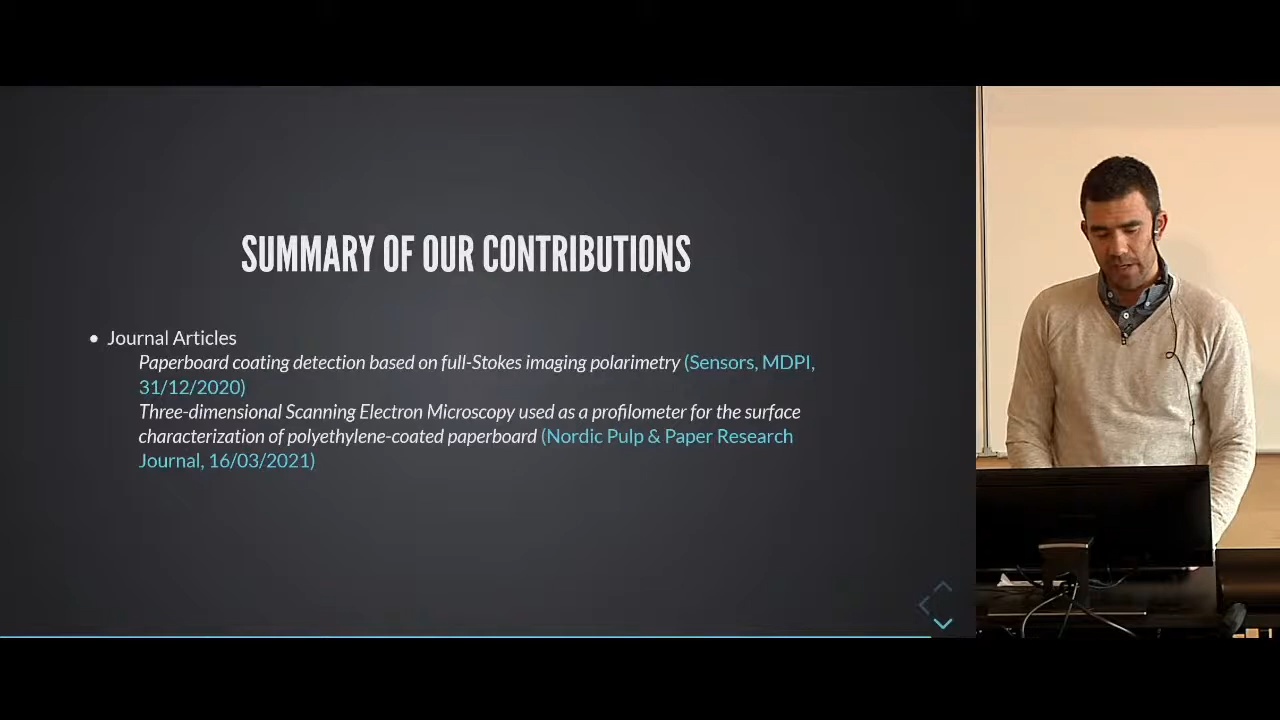 SUMMARY OF OUR CONTRIBUTIONS
• Journal Articles
Paperboard coating detection based on full-Stokes imaging polarimetry (Sensors, MDPI,
31/12/2020)
Three-dimensional Scanning Electron Microscopy used as a profilometer for the surface
characterization of polyethylene-coated paperboard (Nordic Pulp & Paper Research
Journal, 16/03/2021)